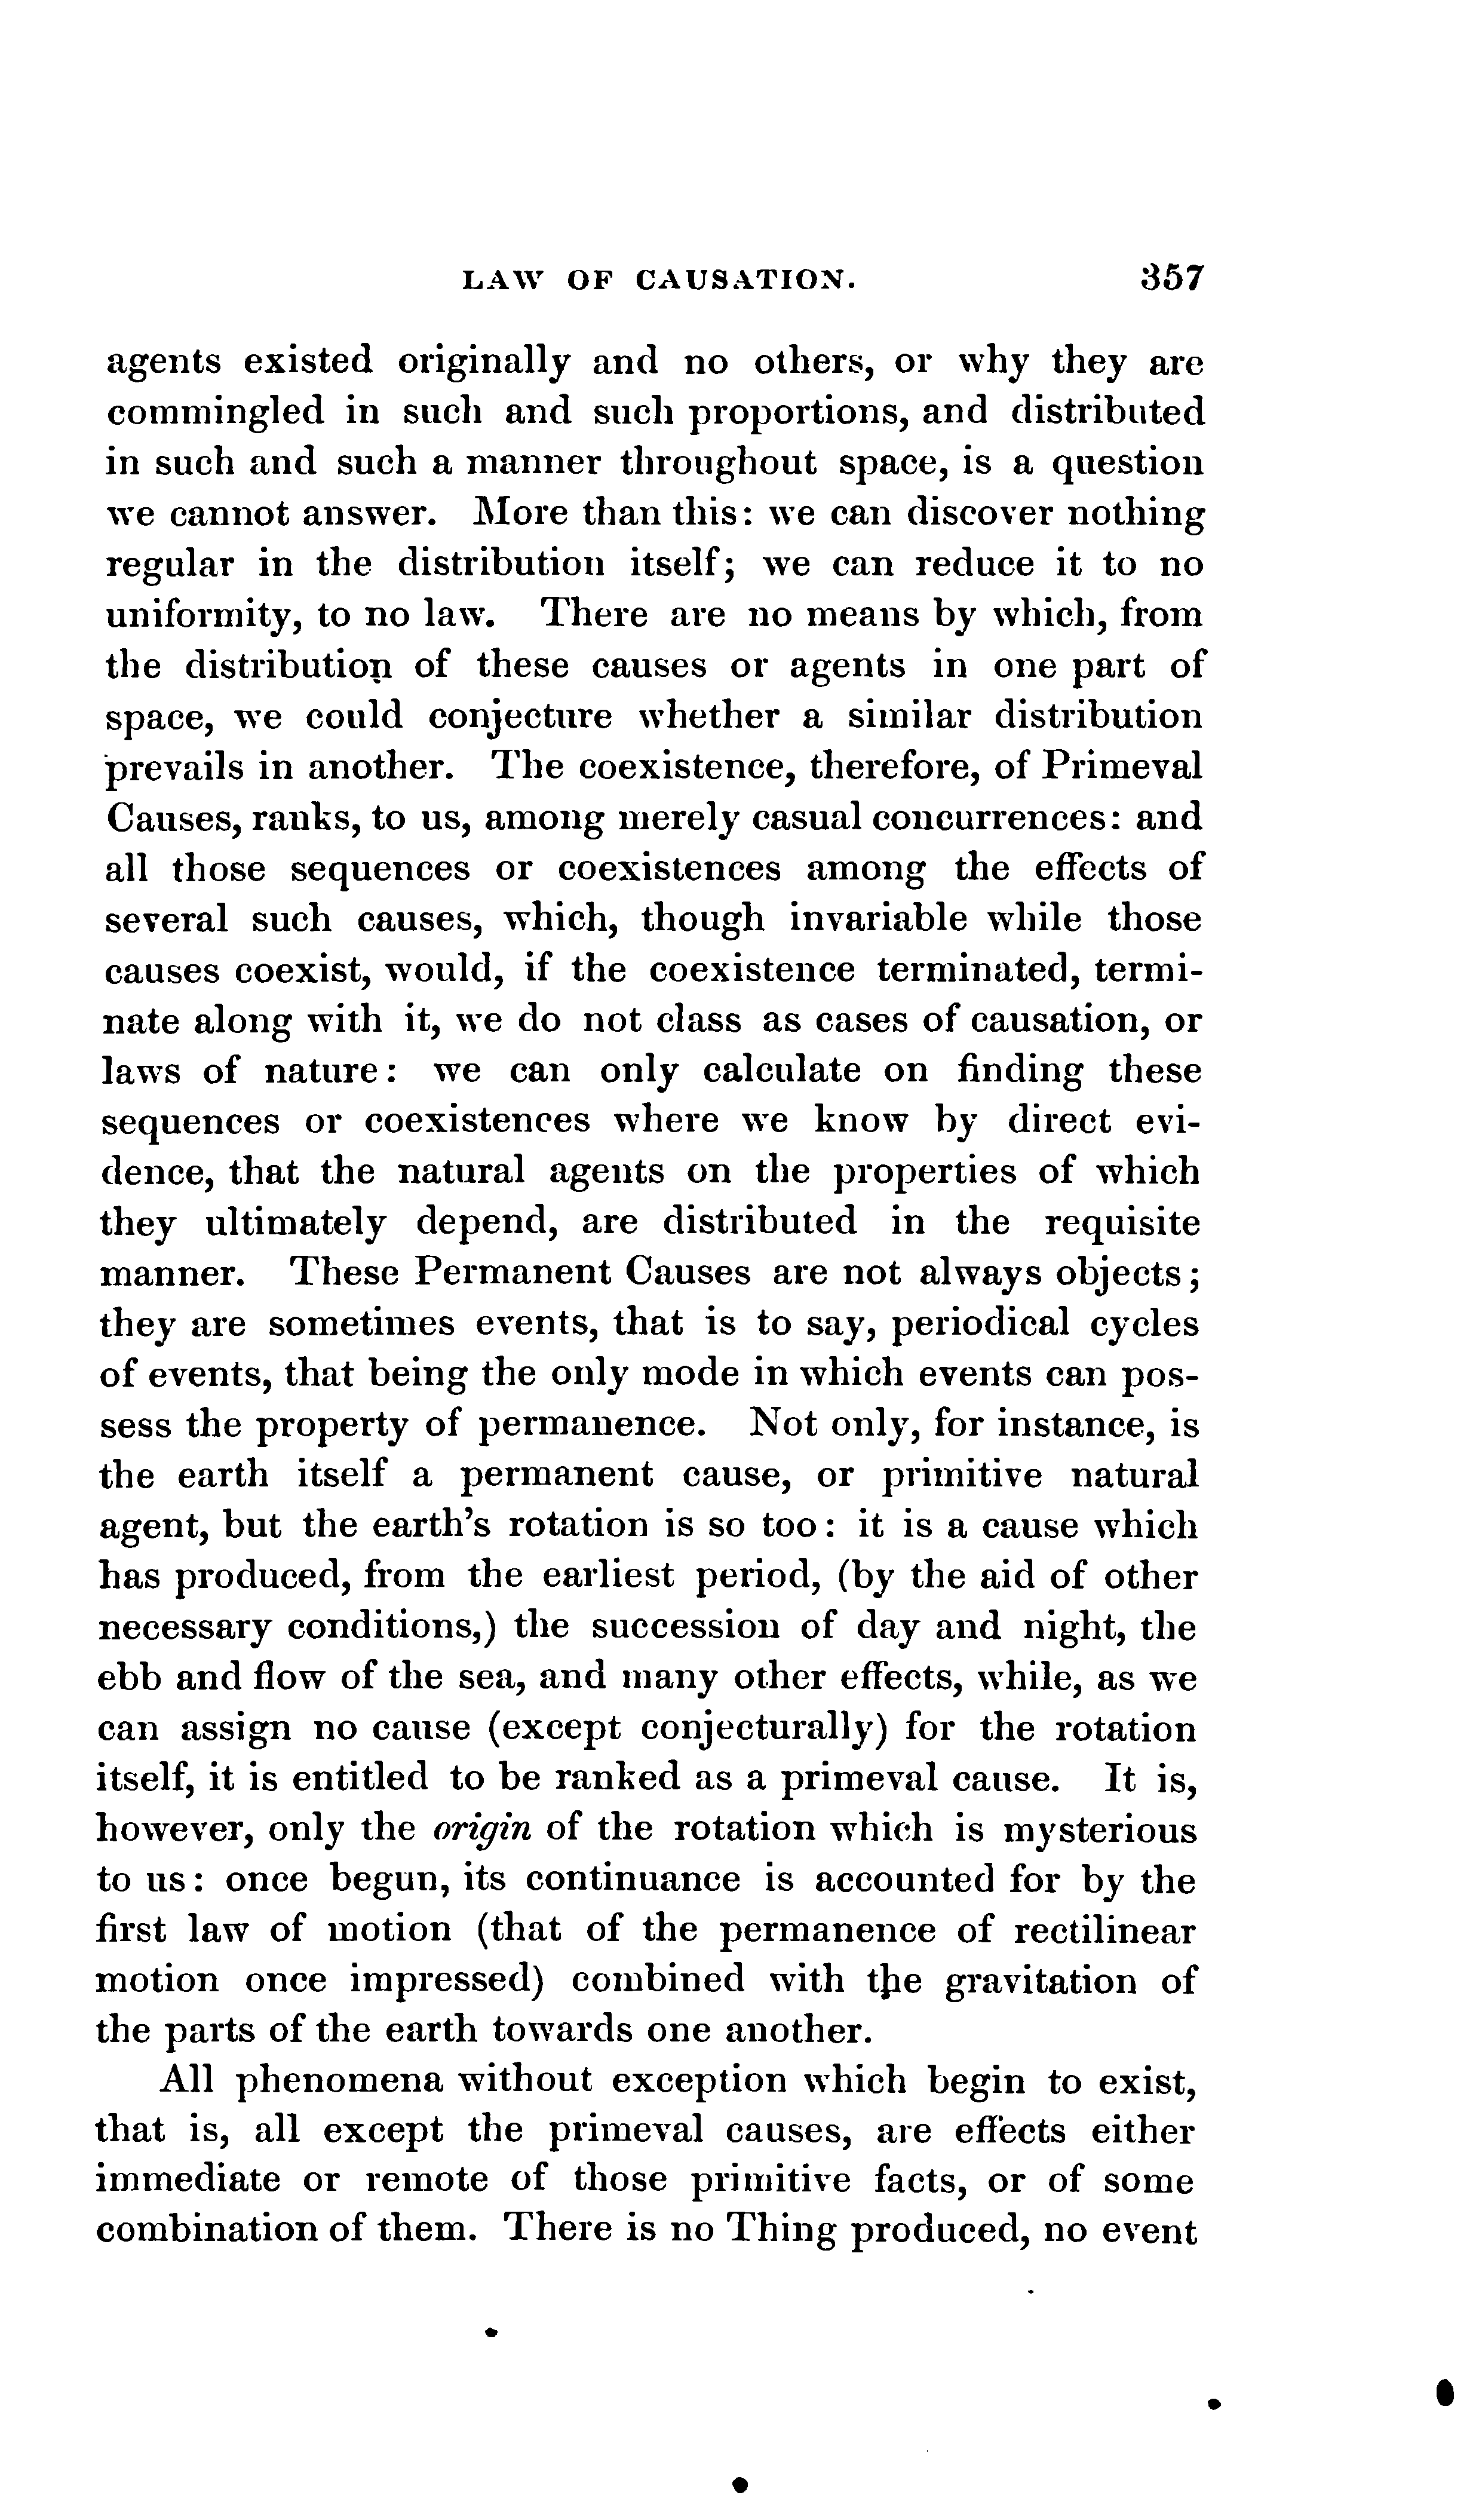 LAW OF CAUSATION. 357
agents existed originally and no others, or why they are
commingled in such and such proportions, and distributed
in such and such a manner throughout space, is a question
we cannot answer. More than this: we can discover nothing
regular in the distribution itself; we can reduce it to no
uniformity, to no law. There are no means by which, from
the distribution of these causes or agents in one part of
space, we could conjecture whether a similar distribution
prevails in another. The coexistence, therefore, of Primeval
Causes, ranks, to us, among merely casual concurrences: and
all those sequences or coexistences among the effects of
several such causes, which, though invariable while those
causes coexist, would, if the coexistence terminated, termi-
nate along with it, we do not class as cases of causation, or
laws of nature: we can only calculate on finding these
sequences or coexistences where we know by direct evi-
dence, that the natural agents on the properties of which
they ultimately depend, are distributed in the requisite
manner. These Permanent Causes are not always objects;
they are sometimes events, that is to say, periodical cycles
of events, that being the only mode in which events can pos-
sess the property of permanence. Not only, for instance, is
the earth itself a permanent cause, or primitive natural
agent, but the earth's rotation is so too: it is a cause which
has produced, from the earliest period, (by the aid of other
necessary conditions,) the succession of day and night, the
ebb and flow of the sea, and many other effects, while, as we
can assign no cause (except conjecturally) for the rotation
itself, it is entitled to be ranked as a primeval cause. It is,
however, only the origin of the rotation which is mysterious
to us: once begun, its continuance is accounted for by the
first law of motion (that of the permanence of rectilinear
motion once impressed) combined with the gravitation of
the parts of the earth towards one another.
All phenomena without exception which begin to exist,
that is, all except the primeval causes, are effects either
immediate or remote of those primitive facts, or of some
combination of them. There is no Thing produced, no event